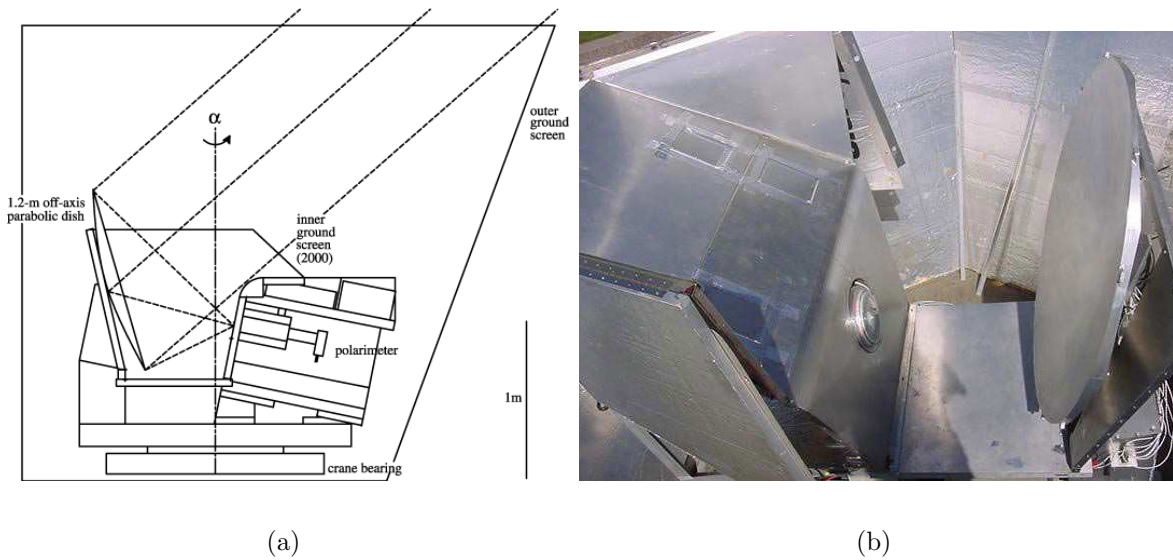 α
outer
ground
screen
1.2-m off-axis
parabolic dish
inner
ground
screen
(2000)
polarimeter
1m
crane bearing
(a)
(b)